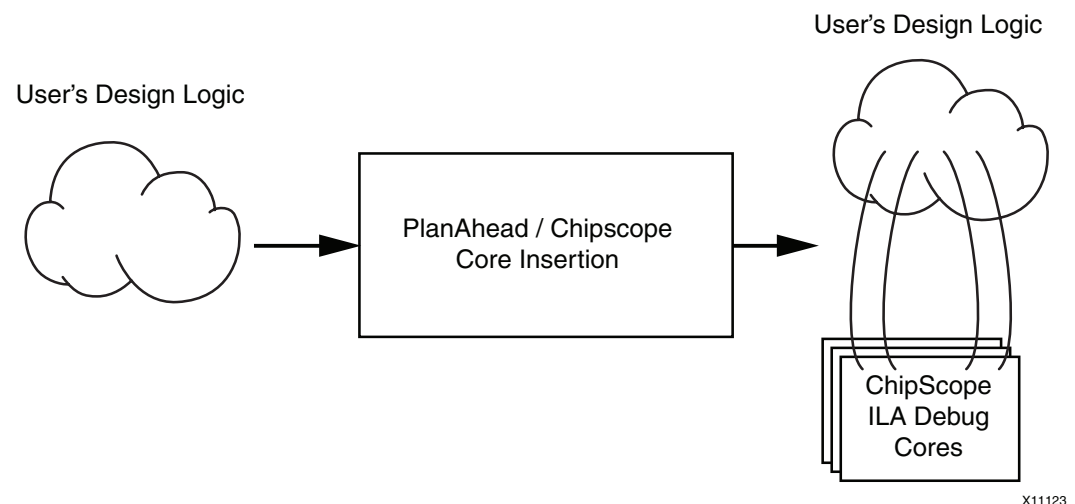 User's Design Logic
User's Design Logic
PlanAhead / Chipscope
Core Insertion
ChipScope
ILA Debug
Cores
X11123